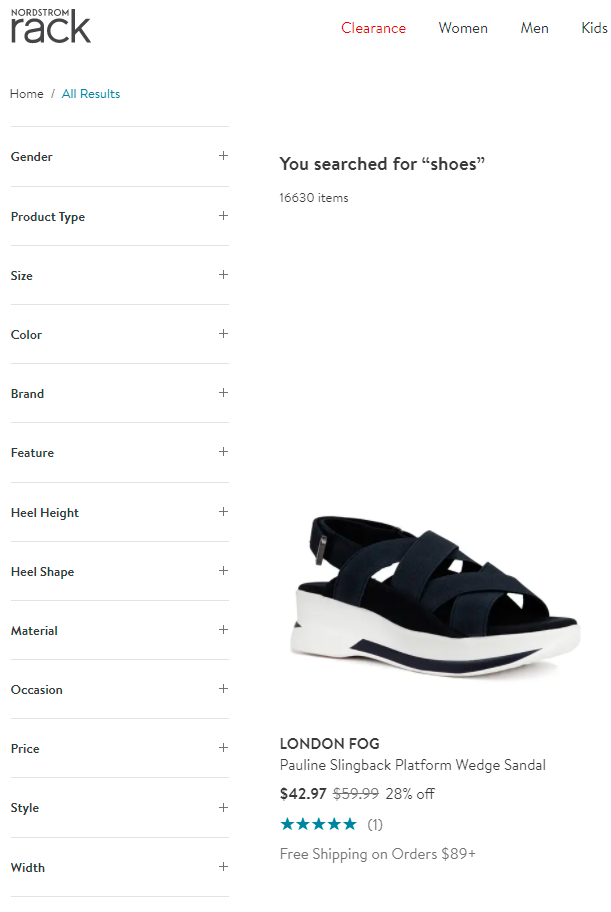 NORDSTROM
rack
Clearance Women Men Kids
Home / All Results
Gender +
Product Type +
Size +
Color +
Brand +
Feature +
Heel Height +
Heel Shape +
Material +
Occasion +
Price +
Style +
Width +
You searched for “shoes”
16630 items
LONDON FOG
Pauline Slingback Platform Wedge Sandal
$42.97 $59.99 28% off
★★★★★ (1)
Free Shipping on Orders $89+